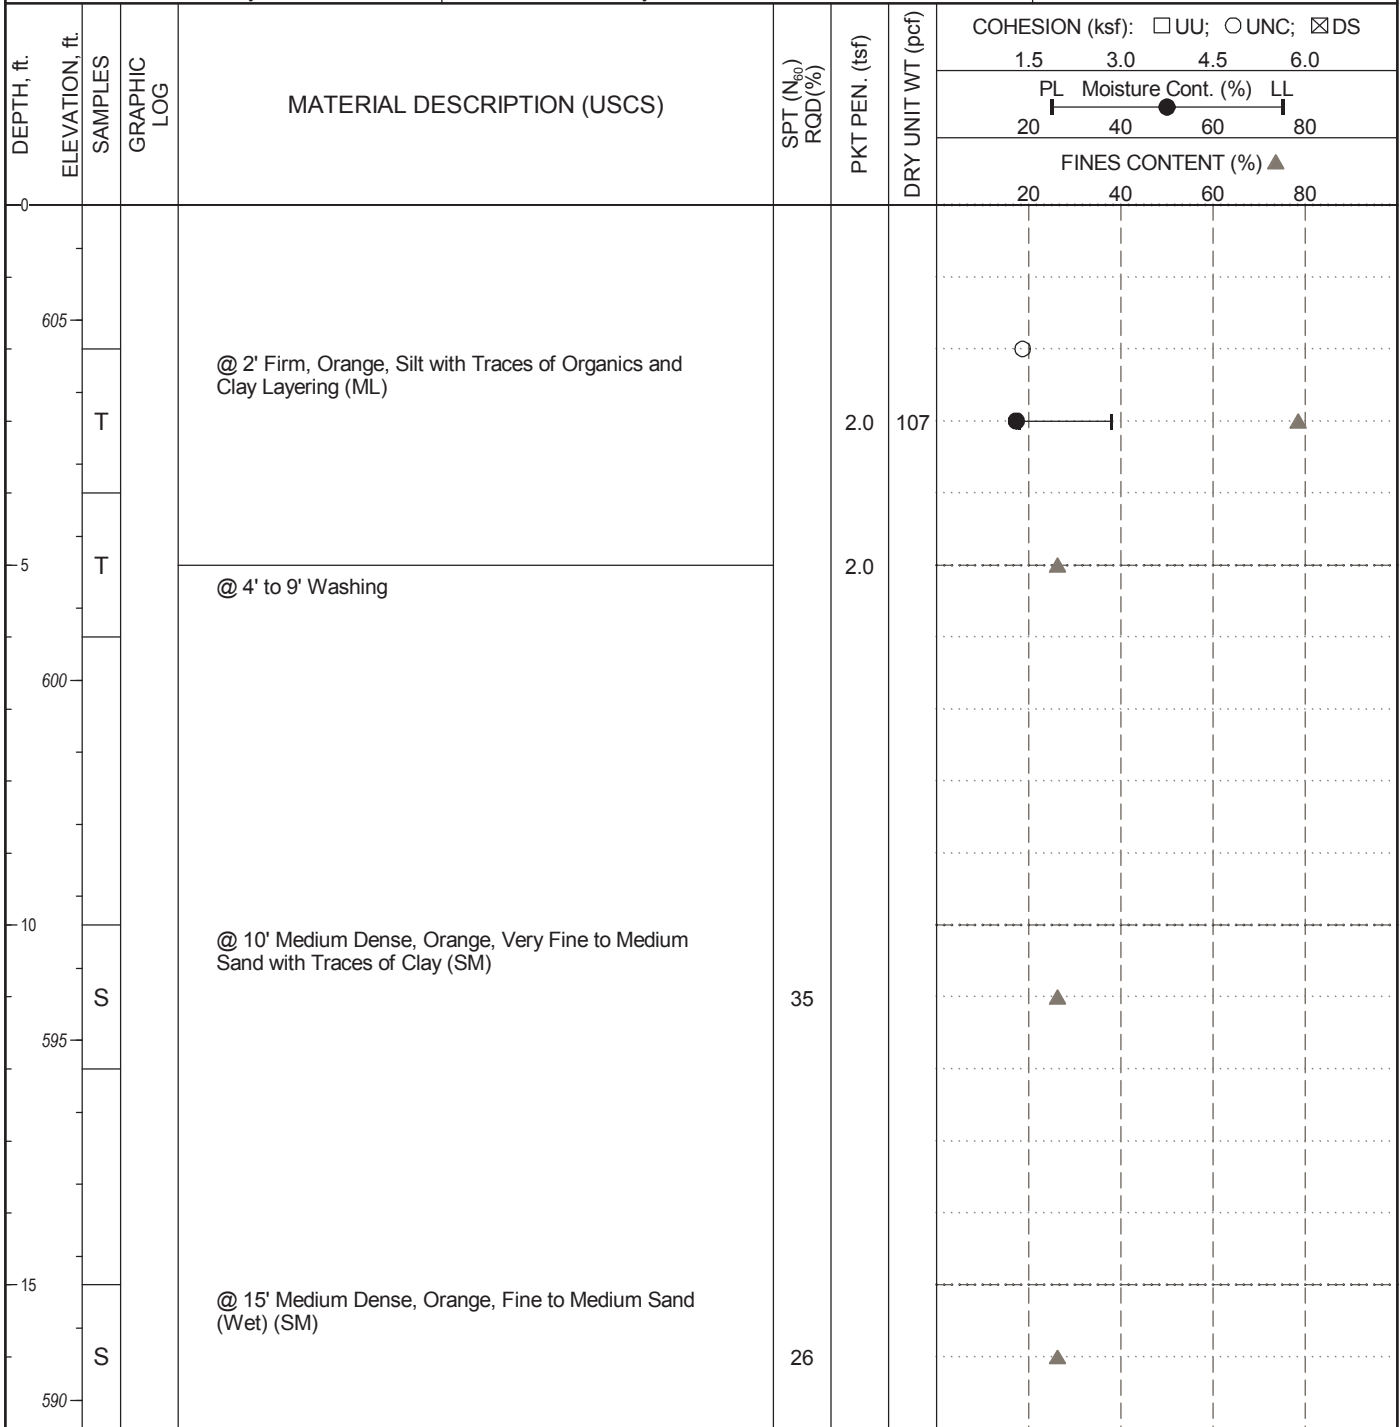 COHESION (ksf): UU; UNC; DS
1.5 3.0 4.5 6.0
PL Moisture Cont. (%) LL
20 40 60 80
FINES CONTENT (%)
20 40 60 80
DEPTH, ft.
ELEVATION, ft.
SAMPLES
GRAPHIC
LOG
MATERIAL DESCRIPTION (USCS)
SPT (N60)
RQD(%)
PKT PEN. (tsf)
DRY UNIT WT (pcf)
0
605
@ 2' Firm, Orange, Silt with Traces of Organics and
Clay Layering (ML)
T 2.0 107
5 T 2.0
@ 4' to 9' Washing
600
10
@ 10' Medium Dense, Orange, Very Fine to Medium
Sand with Traces of Clay (SM)
S 35
595
15
@ 15' Medium Dense, Orange, Fine to Medium Sand
(Wet) (SM)
S 26
590